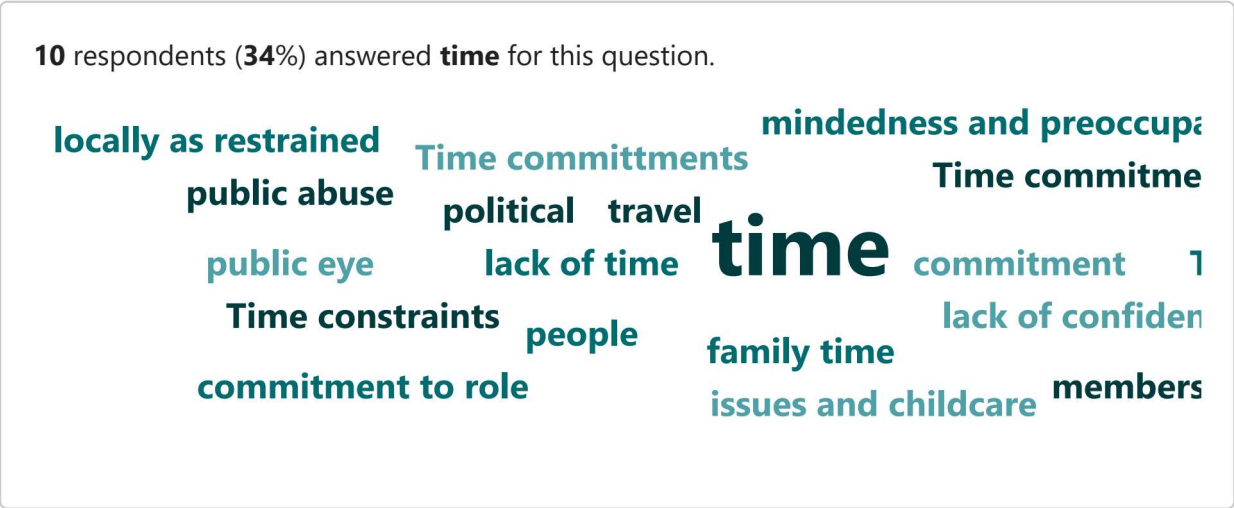 10 respondents (34%) answered time for this question.
mindedness and preoccupa
locally as restrained
Time committments
Time commitme
public abuse
political
travel
time
public eye
lack of time
commitment
T
Time constraints
people
lack of confiden
family time
commitment to role
issues and childcare
members